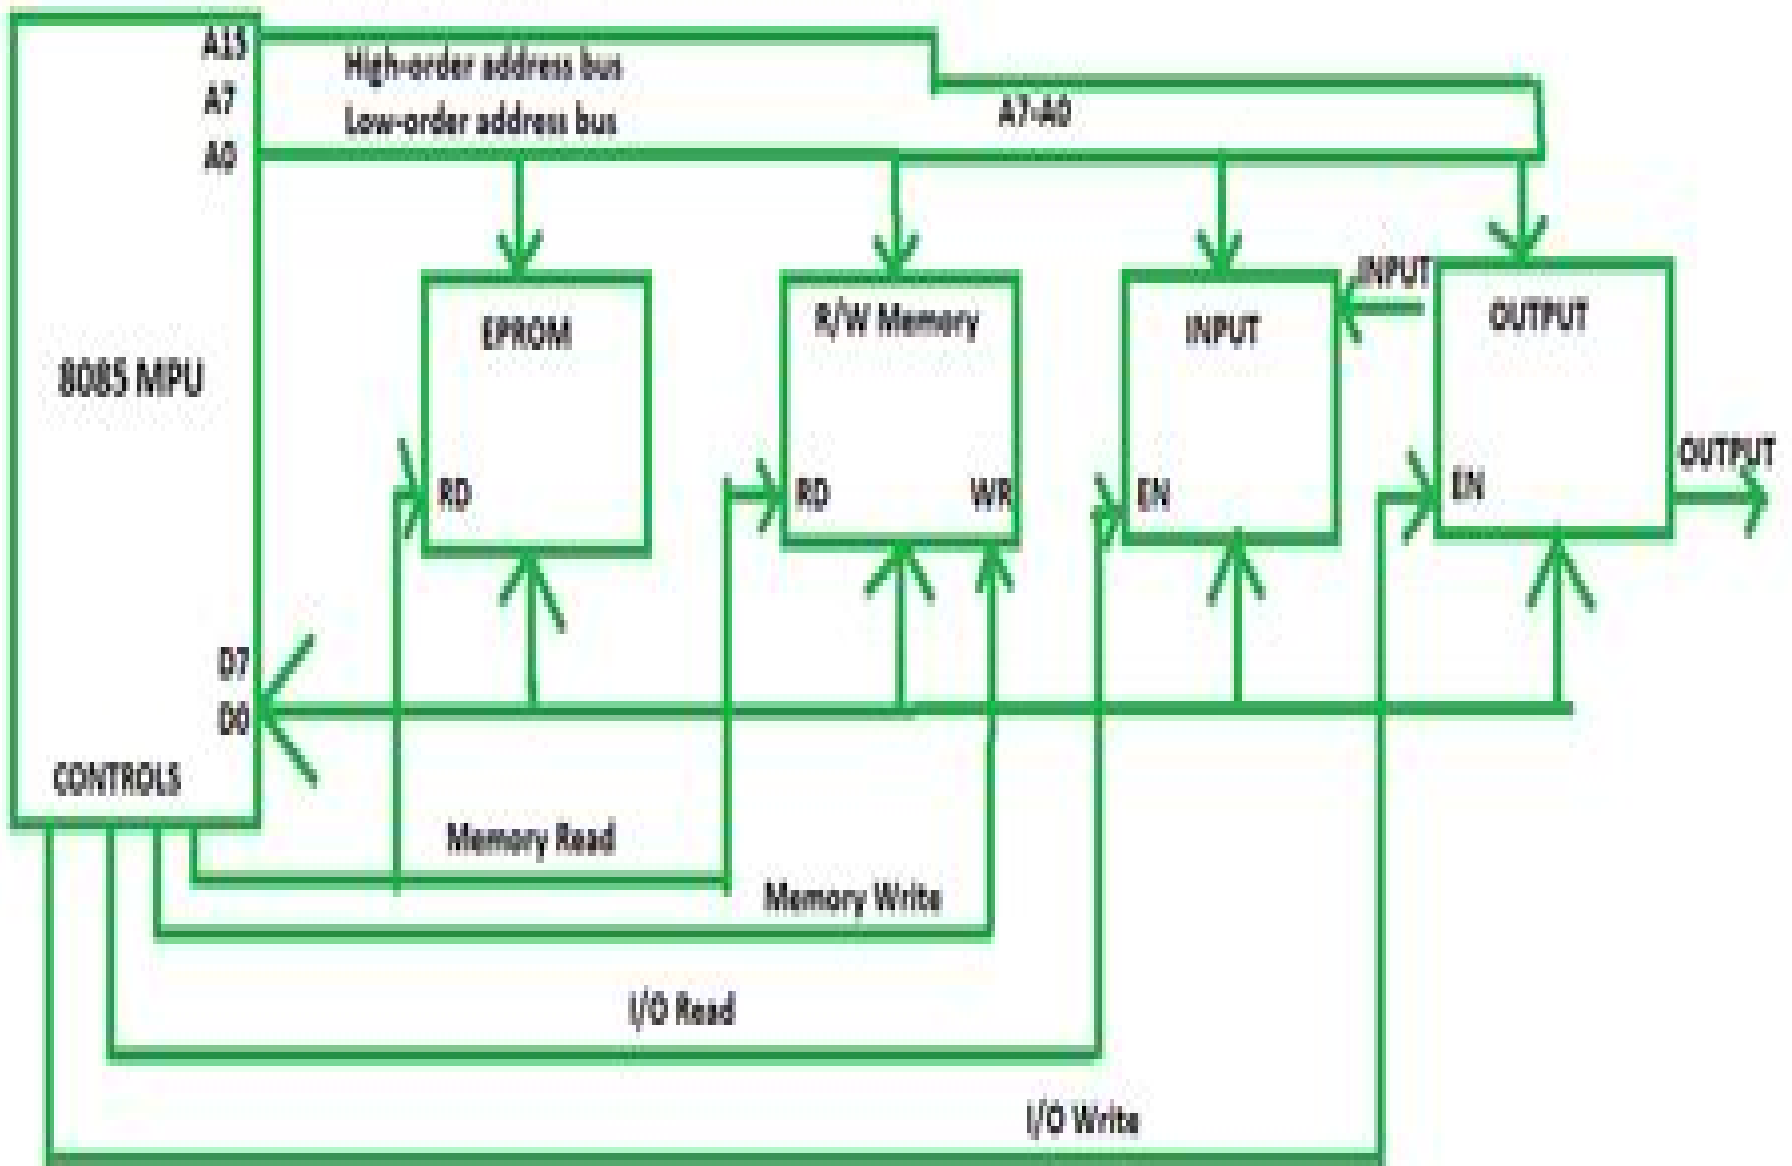 A15
High-order address bus
A7
Low-order address bus
A7-A0
A0
8085 MPU
EPROM
R/W Memory
INPUT
INPUT
OUTPUT
RD
RD
WR
EN
EN
OUTPUT
D7
D0
CONTROLS
Memory Read
Memory Write
I/O Read
I/O Write